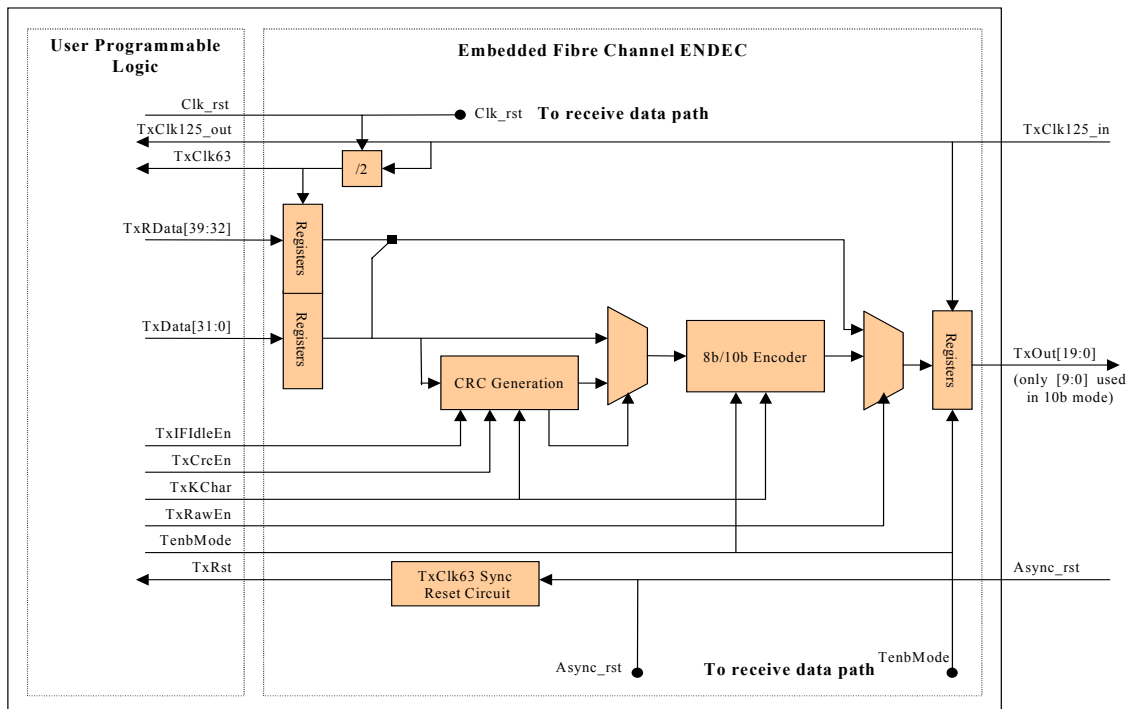 User Programmable
Logic
Embedded Fibre Channel ENDEC
Clk_rst
Clk_rst
To receive data path
TxClk125_out
TxClk125_in
TxClk63
/2
TxRData[39:32]
Registers
TxData[31:0]
Registers
8b/10b Encoder
Registers
TxOut[19:0]
(only [9:0] used
in 10b mode)
CRC Generation
TxIFIdleEn
TxCrcEn
TxKChar
TxRawEn
TenbMode
TxRst
TxClk63 Sync
Reset Circuit
Async_rst
Async_rst
To receive data path
TenbMode